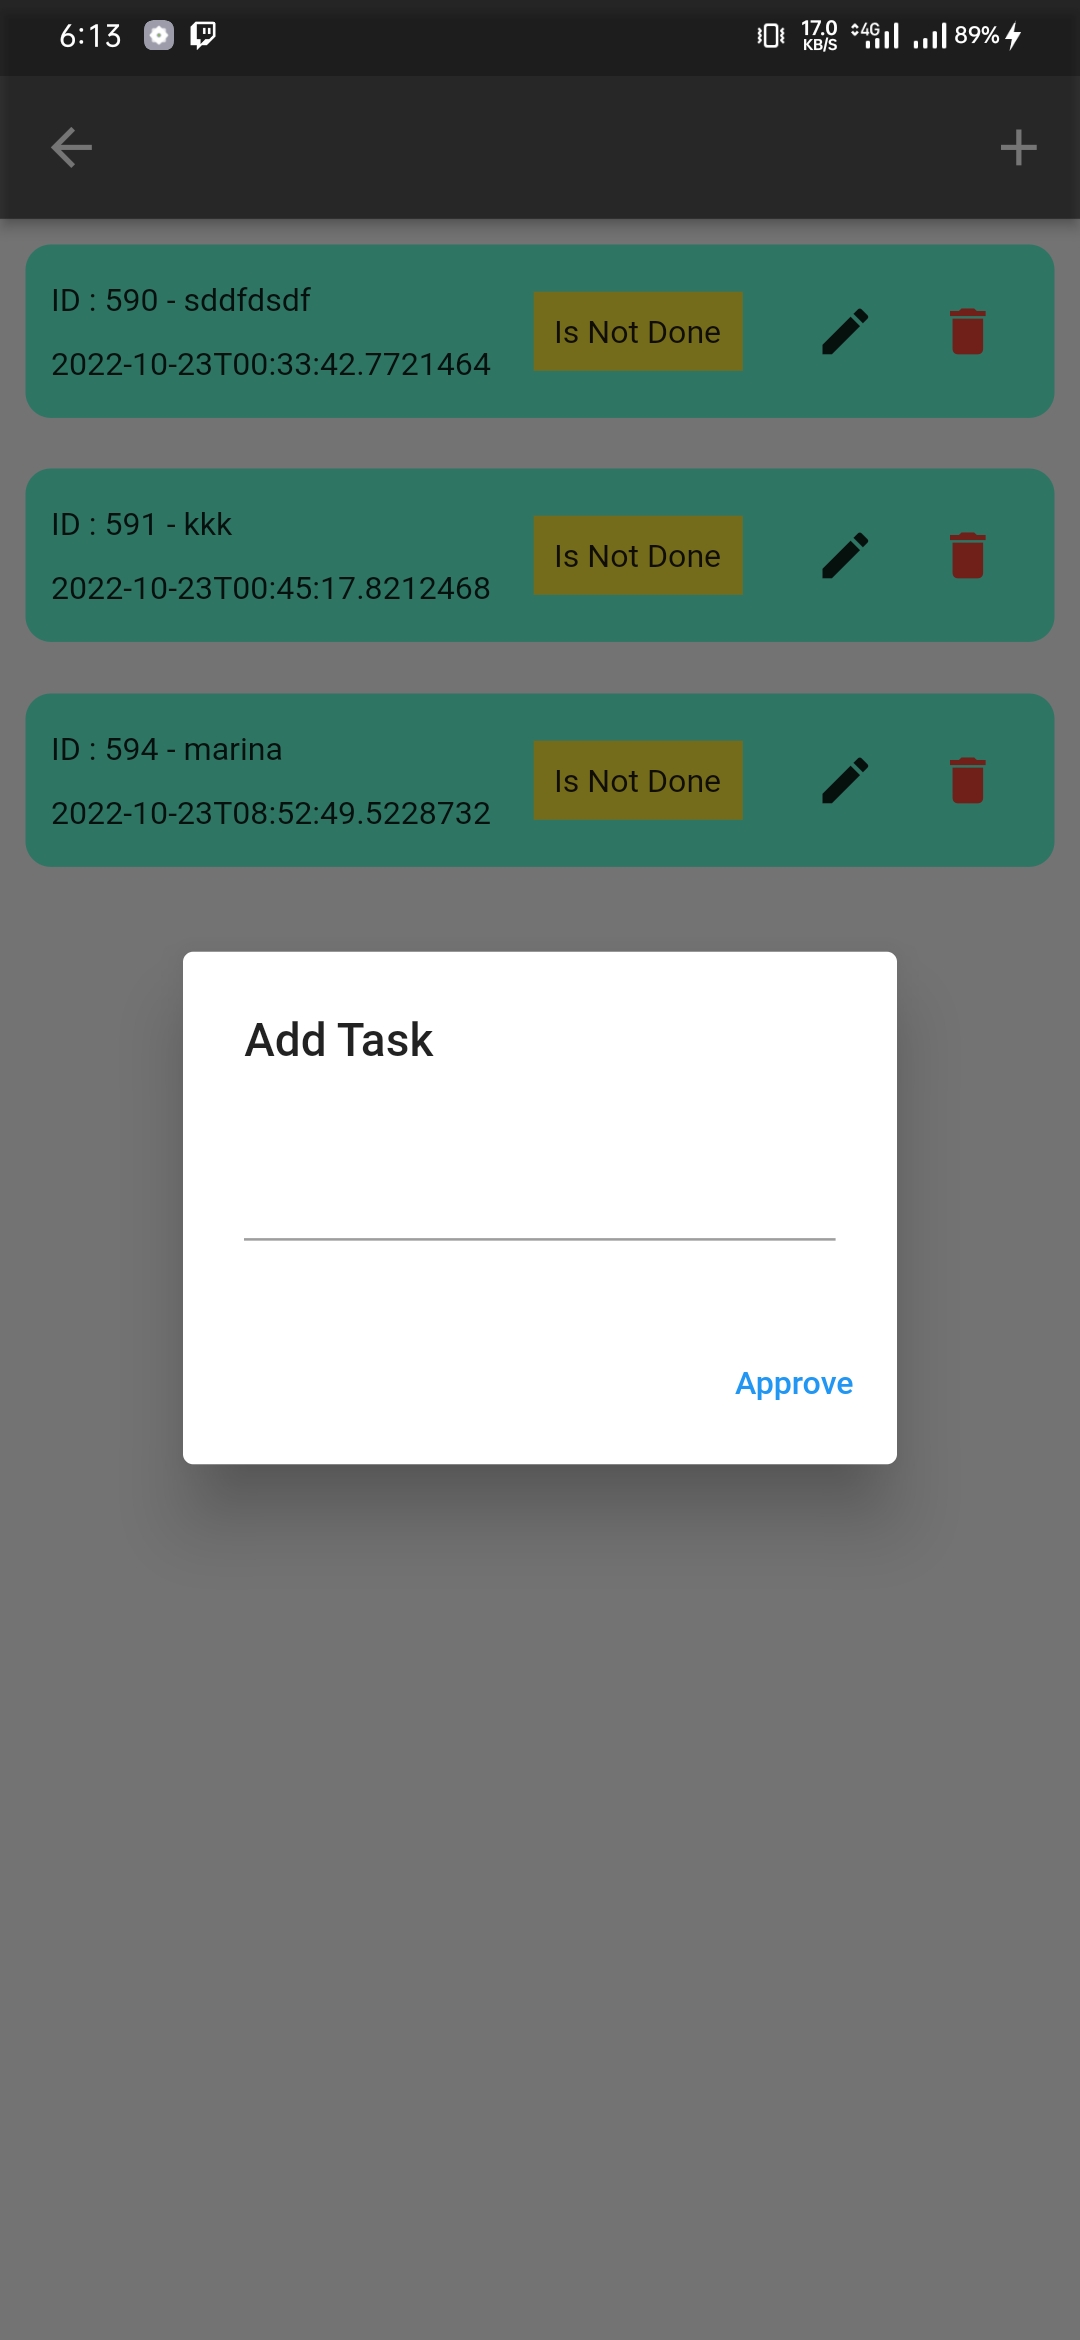 6:13 17.0 KB/S 4G 89%
ID : 590 - sddfdsdf
2022-10-23T00:33:42.7721464
Is Not Done
ID : 591 - kkk
2022-10-23T00:45:17.8212468
Is Not Done
ID : 594 - marina
2022-10-23T08:52:49.5228732
Is Not Done
Add Task
Approve